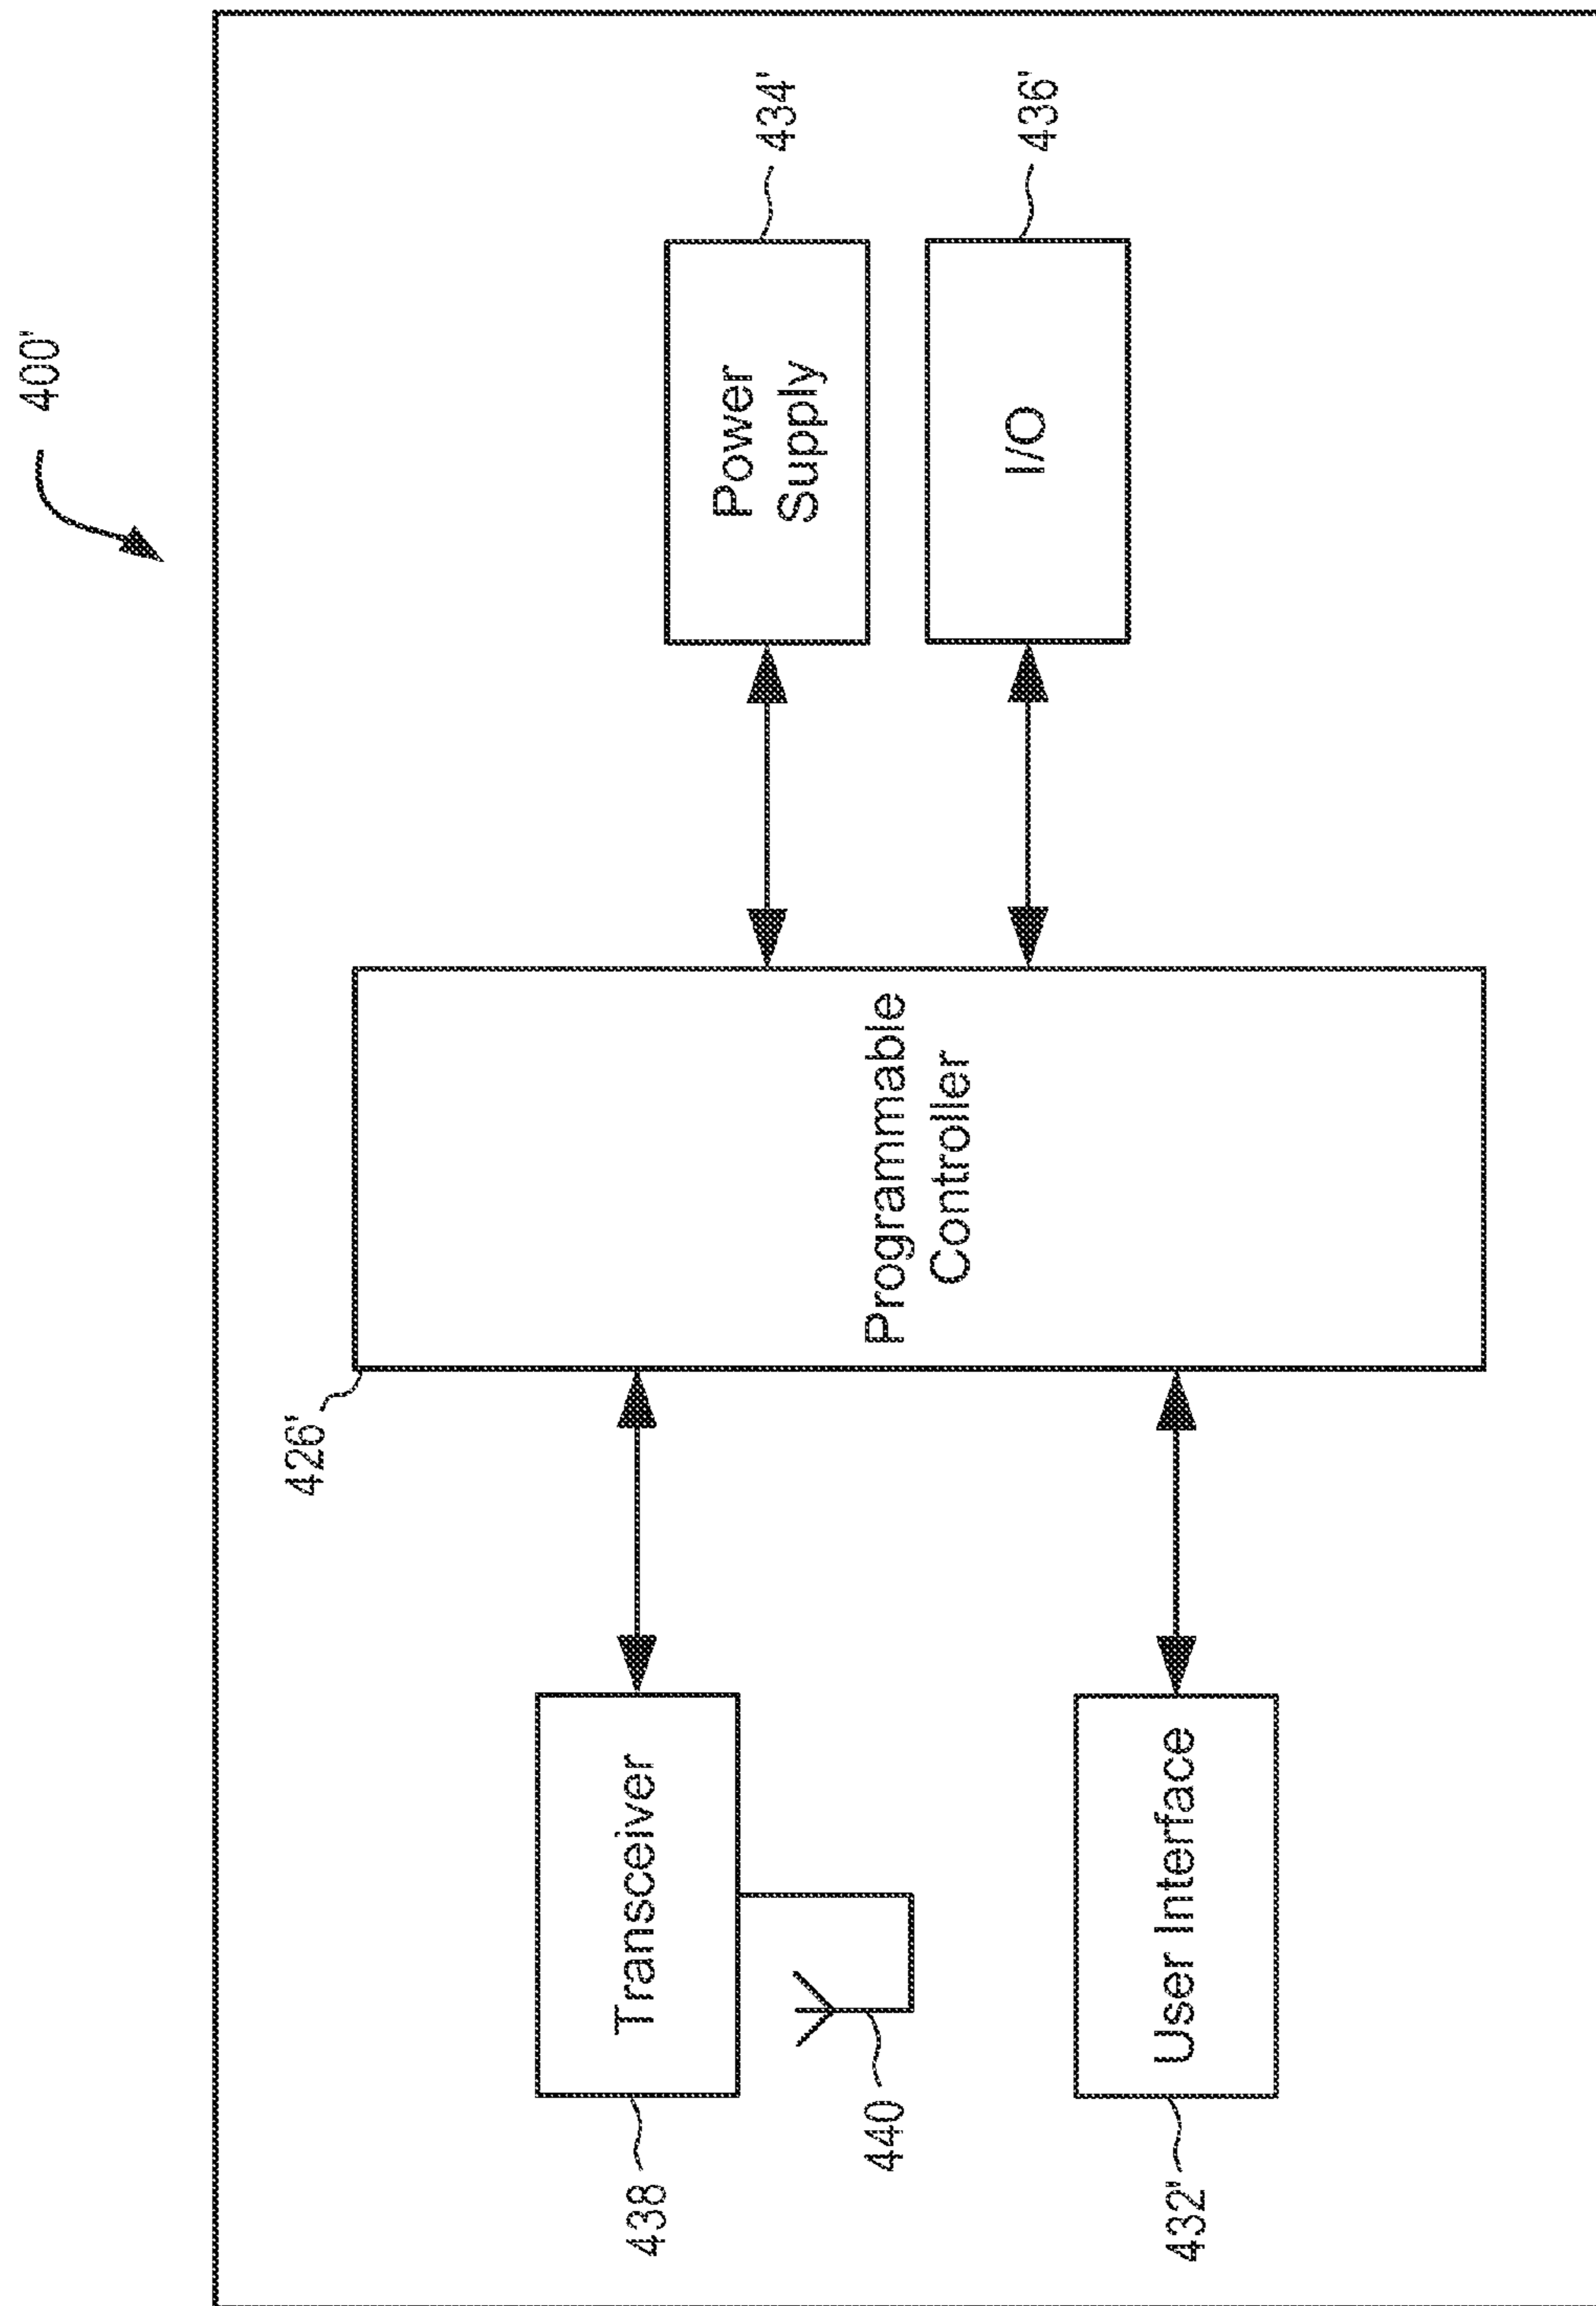 400'
426'
438
Transceiver
440
432'
User Interface
Programmable
Controller
Power
Supply
434'
I/O
436'